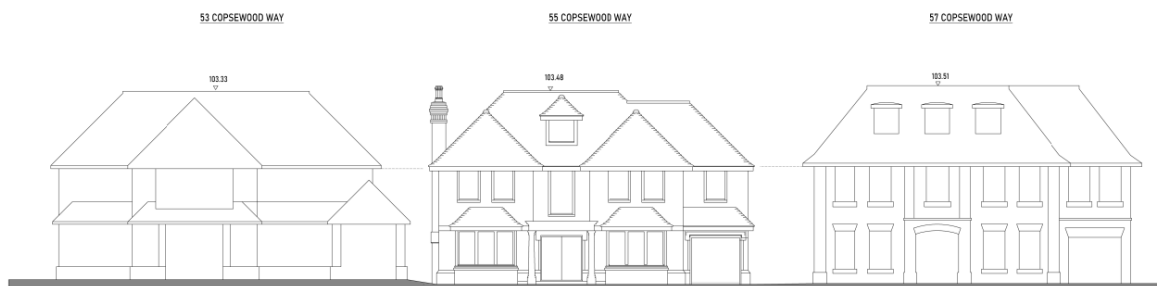 53 COPSEWOOD WAY
55 COPSEWOOD WAY
57 COPSEWOOD WAY
103.33
103.48
103.51